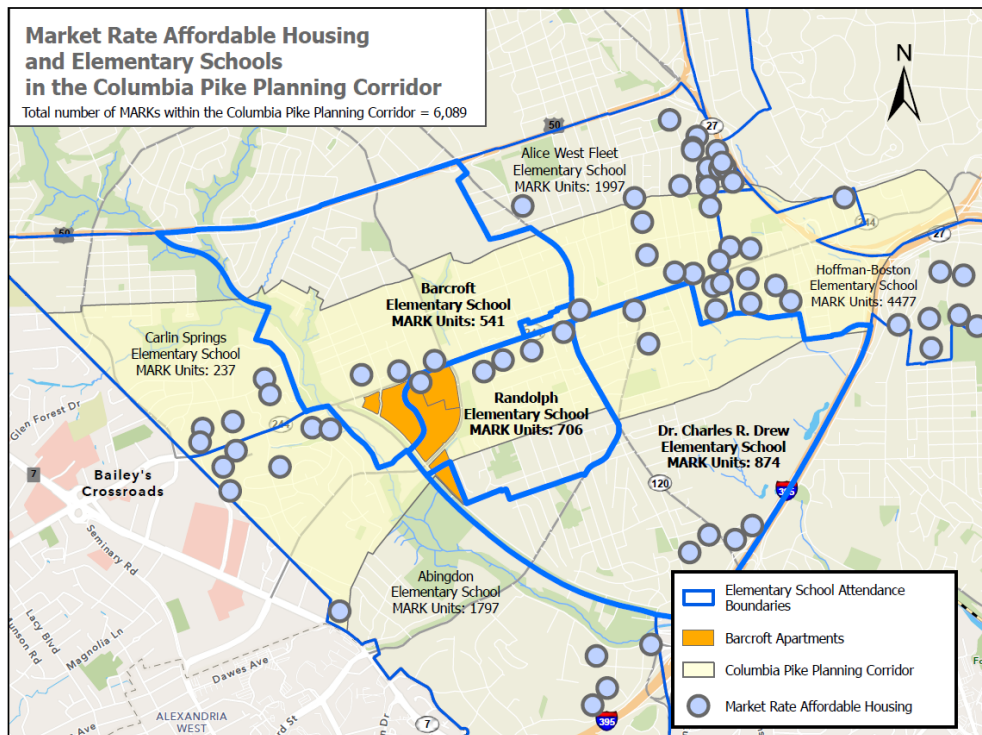 Market Rate Affordable Housing
and Elementary Schools
in the Columbia Pike Planning Corridor
Total number of MARKs within the Columbia Pike Planning Corridor = 6,089
N
50
27
Alice West Fleet
Elementary School
MARK Units: 1997
50
244
27
Hoffman-Boston
Elementary School
MARK Units: 4477
Barcroft
Elementary School
MARK Units: 541
Carlin Springs
Elementary School
MARK Units: 237
Randolph
Elementary School
MARK Units: 706
Glen Forest Dr
244
Dr. Charles R. Drew
Elementary School
MARK Units: 874
7
Bailey's
Crossroads
120
395
Seminary Rd
Abingdon
Elementary School
MARK Units: 1797
Lacy Blvd
Munson Rd
Magnolia Ln
Dawes Ave
ALEXANDRIA
WEST
7
395
Elementary School Attendance
Boundaries
Barcroft Apartments
Columbia Pike Planning Corridor
Market Rate Affordable Housing